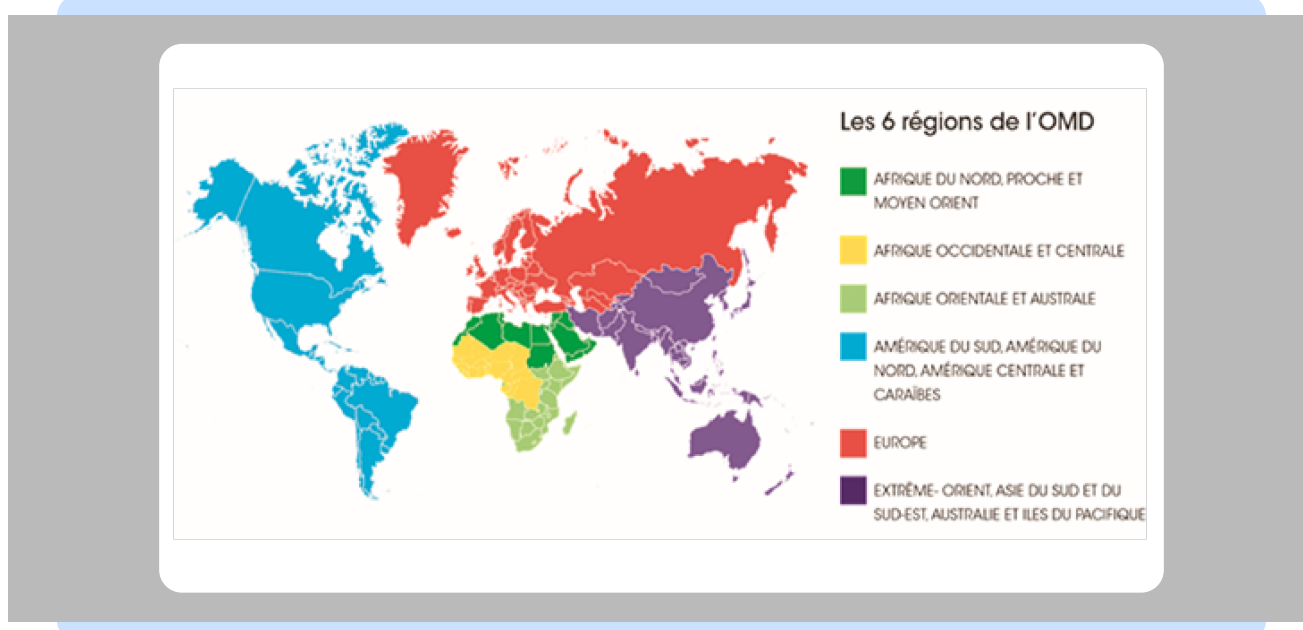 Les 6 régions de l'OMD
AFRIQUE DU NORD, PROCHE ET
MOYEN ORIENT
AFRIQUE OCCIDENTALE ET CENTRALE
AFRIQUE ORIENTALE ET AUSTRALE
AMÉRIQUE DU SUD, AMÉRIQUE DU
NORD, AMÉRIQUE CENTRALE ET
CARAÏBES
EUROPE
EXTRÊME- ORIENT, ASIE DU SUD ET DU
SUD-EST, AUSTRALIE ET ILES DU PACIFIQUE